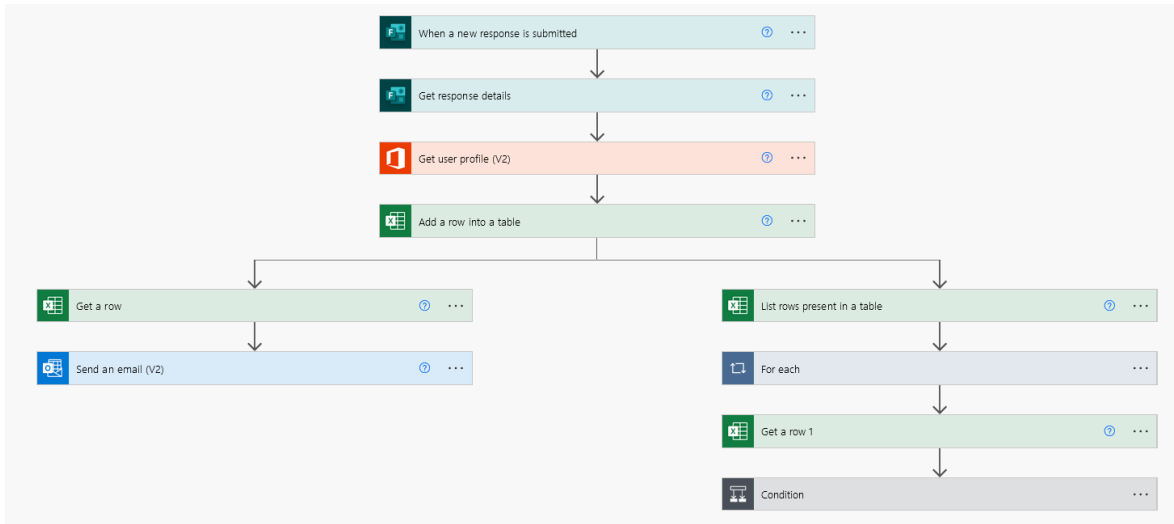 When a new response is submitted
Get response details
Get user profile (V2)
Add a row into a table
Get a row
Send an email (V2)
List rows present in a table
For each
Get a row 1
Condition